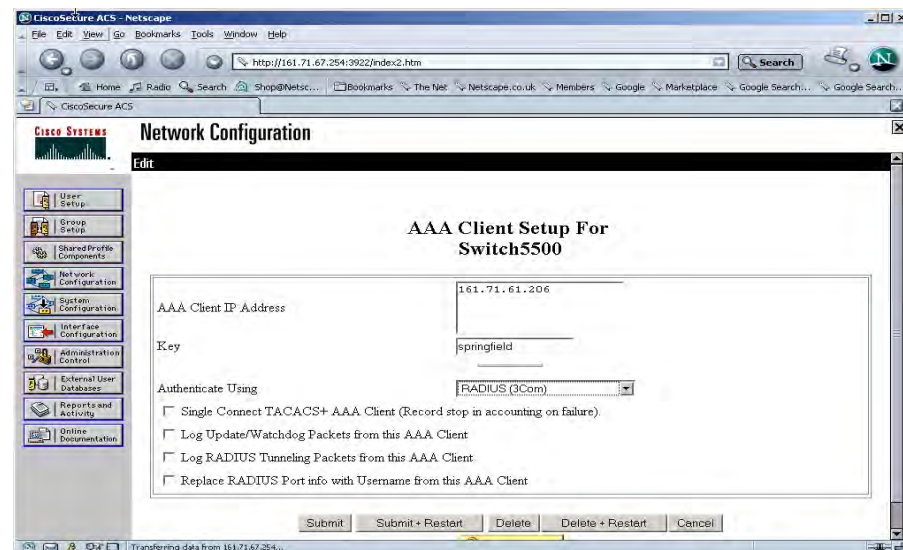 CiscoSecure ACS - Netscape
File Edit View Go Bookmarks Tools Window Help
http://161.71.67.254:3922/index2.htm
Search
Home Radio Search Shop@Netsc... Bookmarks The Net Netscape.co.uk Members Google Marketplace Google Search... Google Search...
CiscoSecure ACS
CISCO SYSTEMS
Network Configuration
Edit
User Setup
Group Setup
Shared Profile Components
Network Configuration
System Configuration
Interface Configuration
Administration Control
External User Databases
Reports and Activity
Online Documentation
AAA Client Setup For
Switch5500
AAA Client IP Address
161.71.61.206
Key
springfield
Authenticate Using
RADIUS (3Com)
Single Connect TACACS+ AAA Client (Record stop in accounting on failure).
Log Update/Watchdog Packets from this AAA Client
Log RADIUS Tunneling Packets from this AAA Client
Replace RADIUS Port info with Username from this AAA Client
Submit Submit + Restart Delete Delete + Restart Cancel
Transferring data from 161.71.67.254...